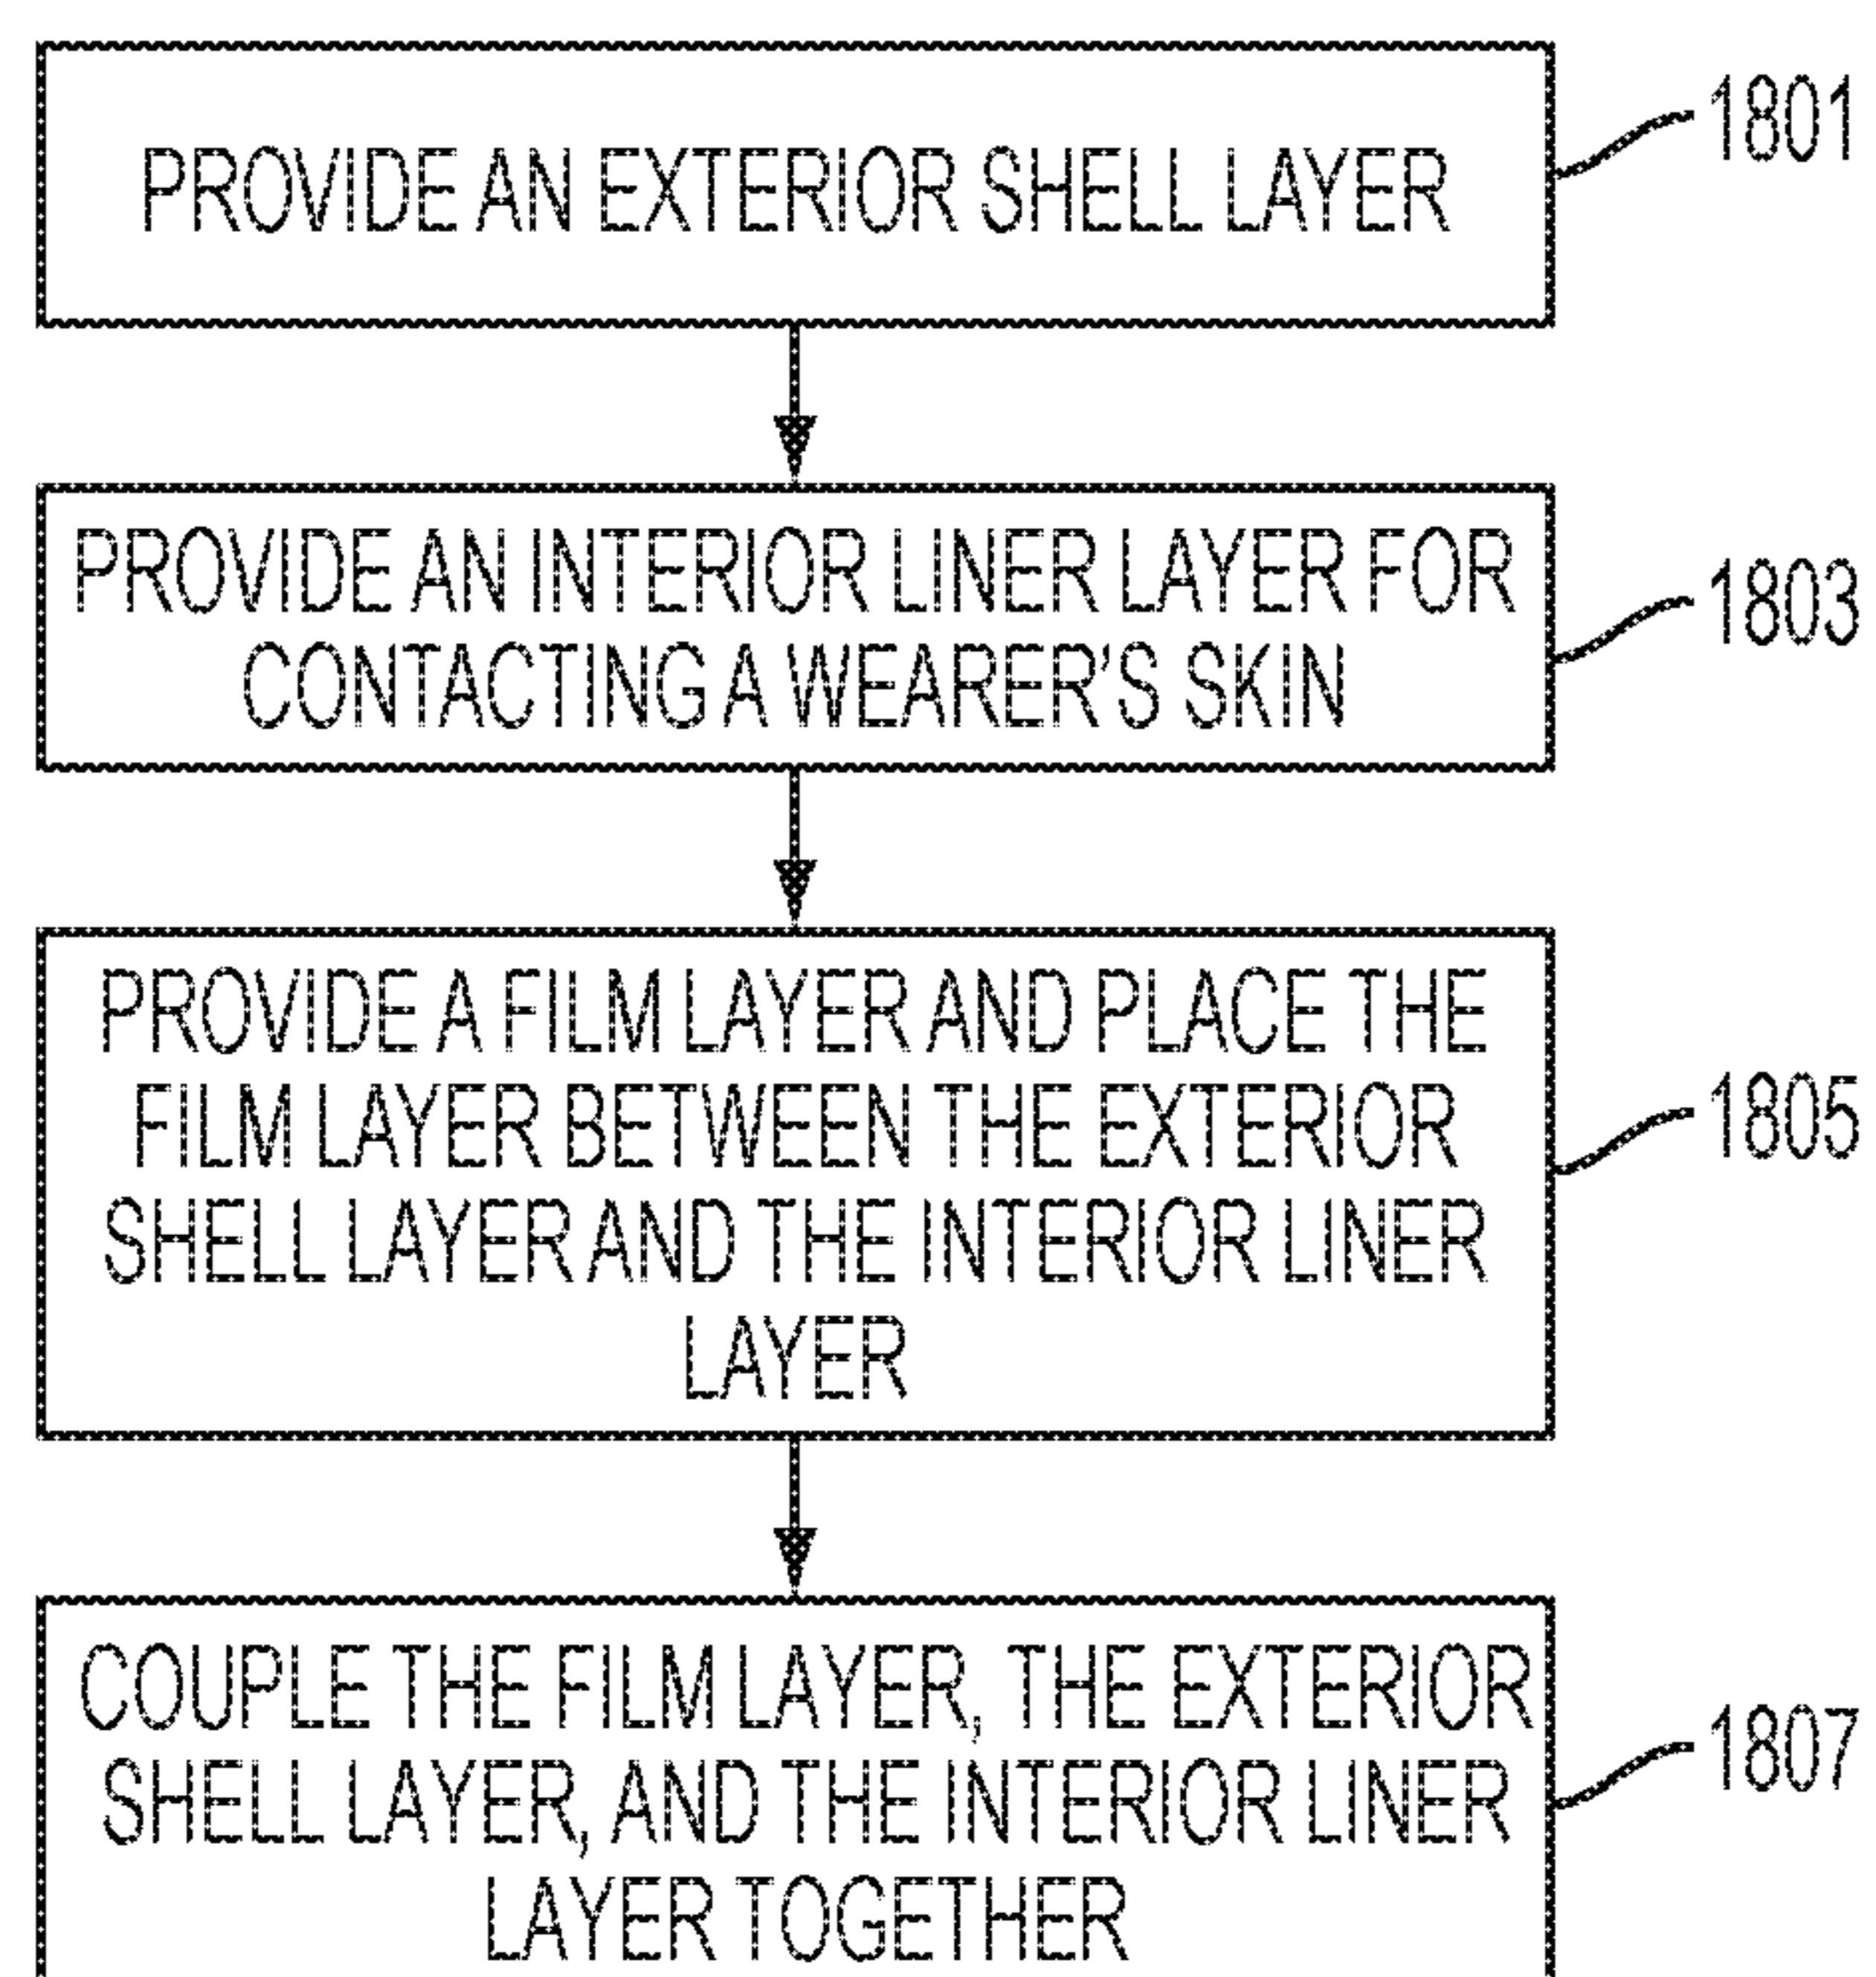 PROVIDE AN EXTERIOR SHELL LAYER
1801
PROVIDE AN INTERIOR LINER LAYER FOR
CONTACTING A WEARER'S SKIN
1803
PROVIDE A FILM LAYER AND PLACE THE
FILM LAYER BETWEEN THE EXTERIOR
SHELL LAYER AND THE INTERIOR LINER
LAYER
1805
COUPLE THE FILM LAYER, THE EXTERIOR
SHELL LAYER, AND THE INTERIOR LINER
LAYER TOGETHER
1807